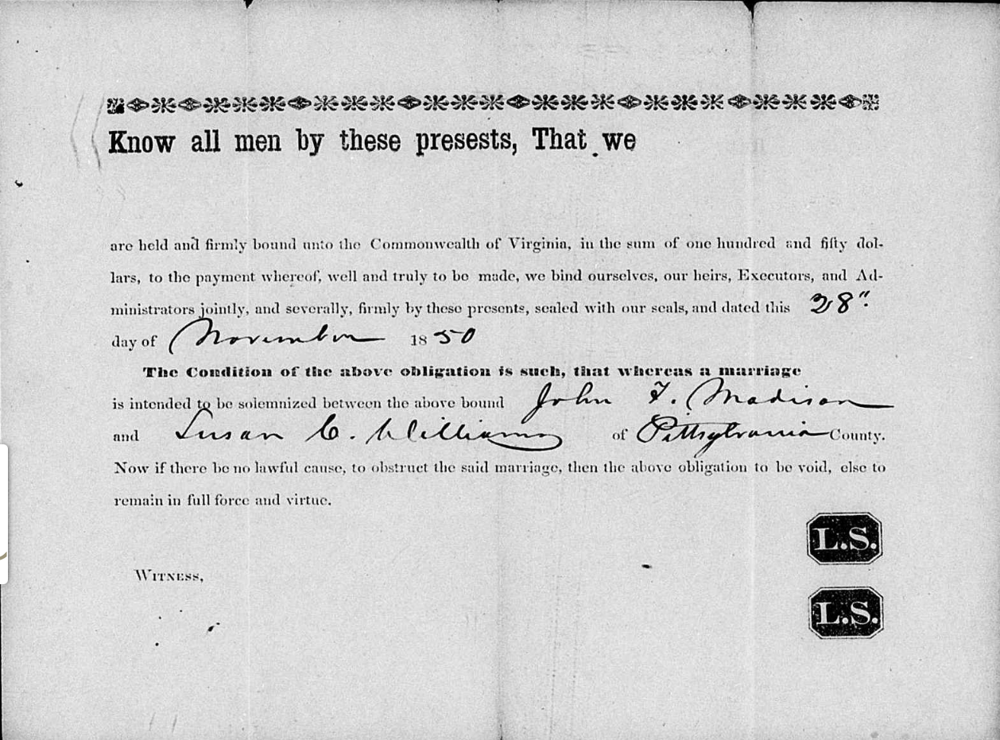 Know all men by these presests, That we
are held and firmly bound unto the Commonwealth of Virginia, in the sum of one hundred and fifty dol-
lars, to the payment whereof, well and truly to be made, we bind ourselves, our heirs, Executors, and Ad-
ministrators jointly, and severally, firmly by these presents, sealed with our seals, and dated this 28"
day of November 1850
The Condition of the above obligation is such, that whereas a marriage
is intended to be solemnized between the above bound John F. Madison
and Susan C. Williams of Pittsylvania County.
Now if there be no lawful cause, to obstruct the said marriage, then the above obligation to be void, else to
remain in full force and virtue.
L.S.
WITNESS,
L.S.